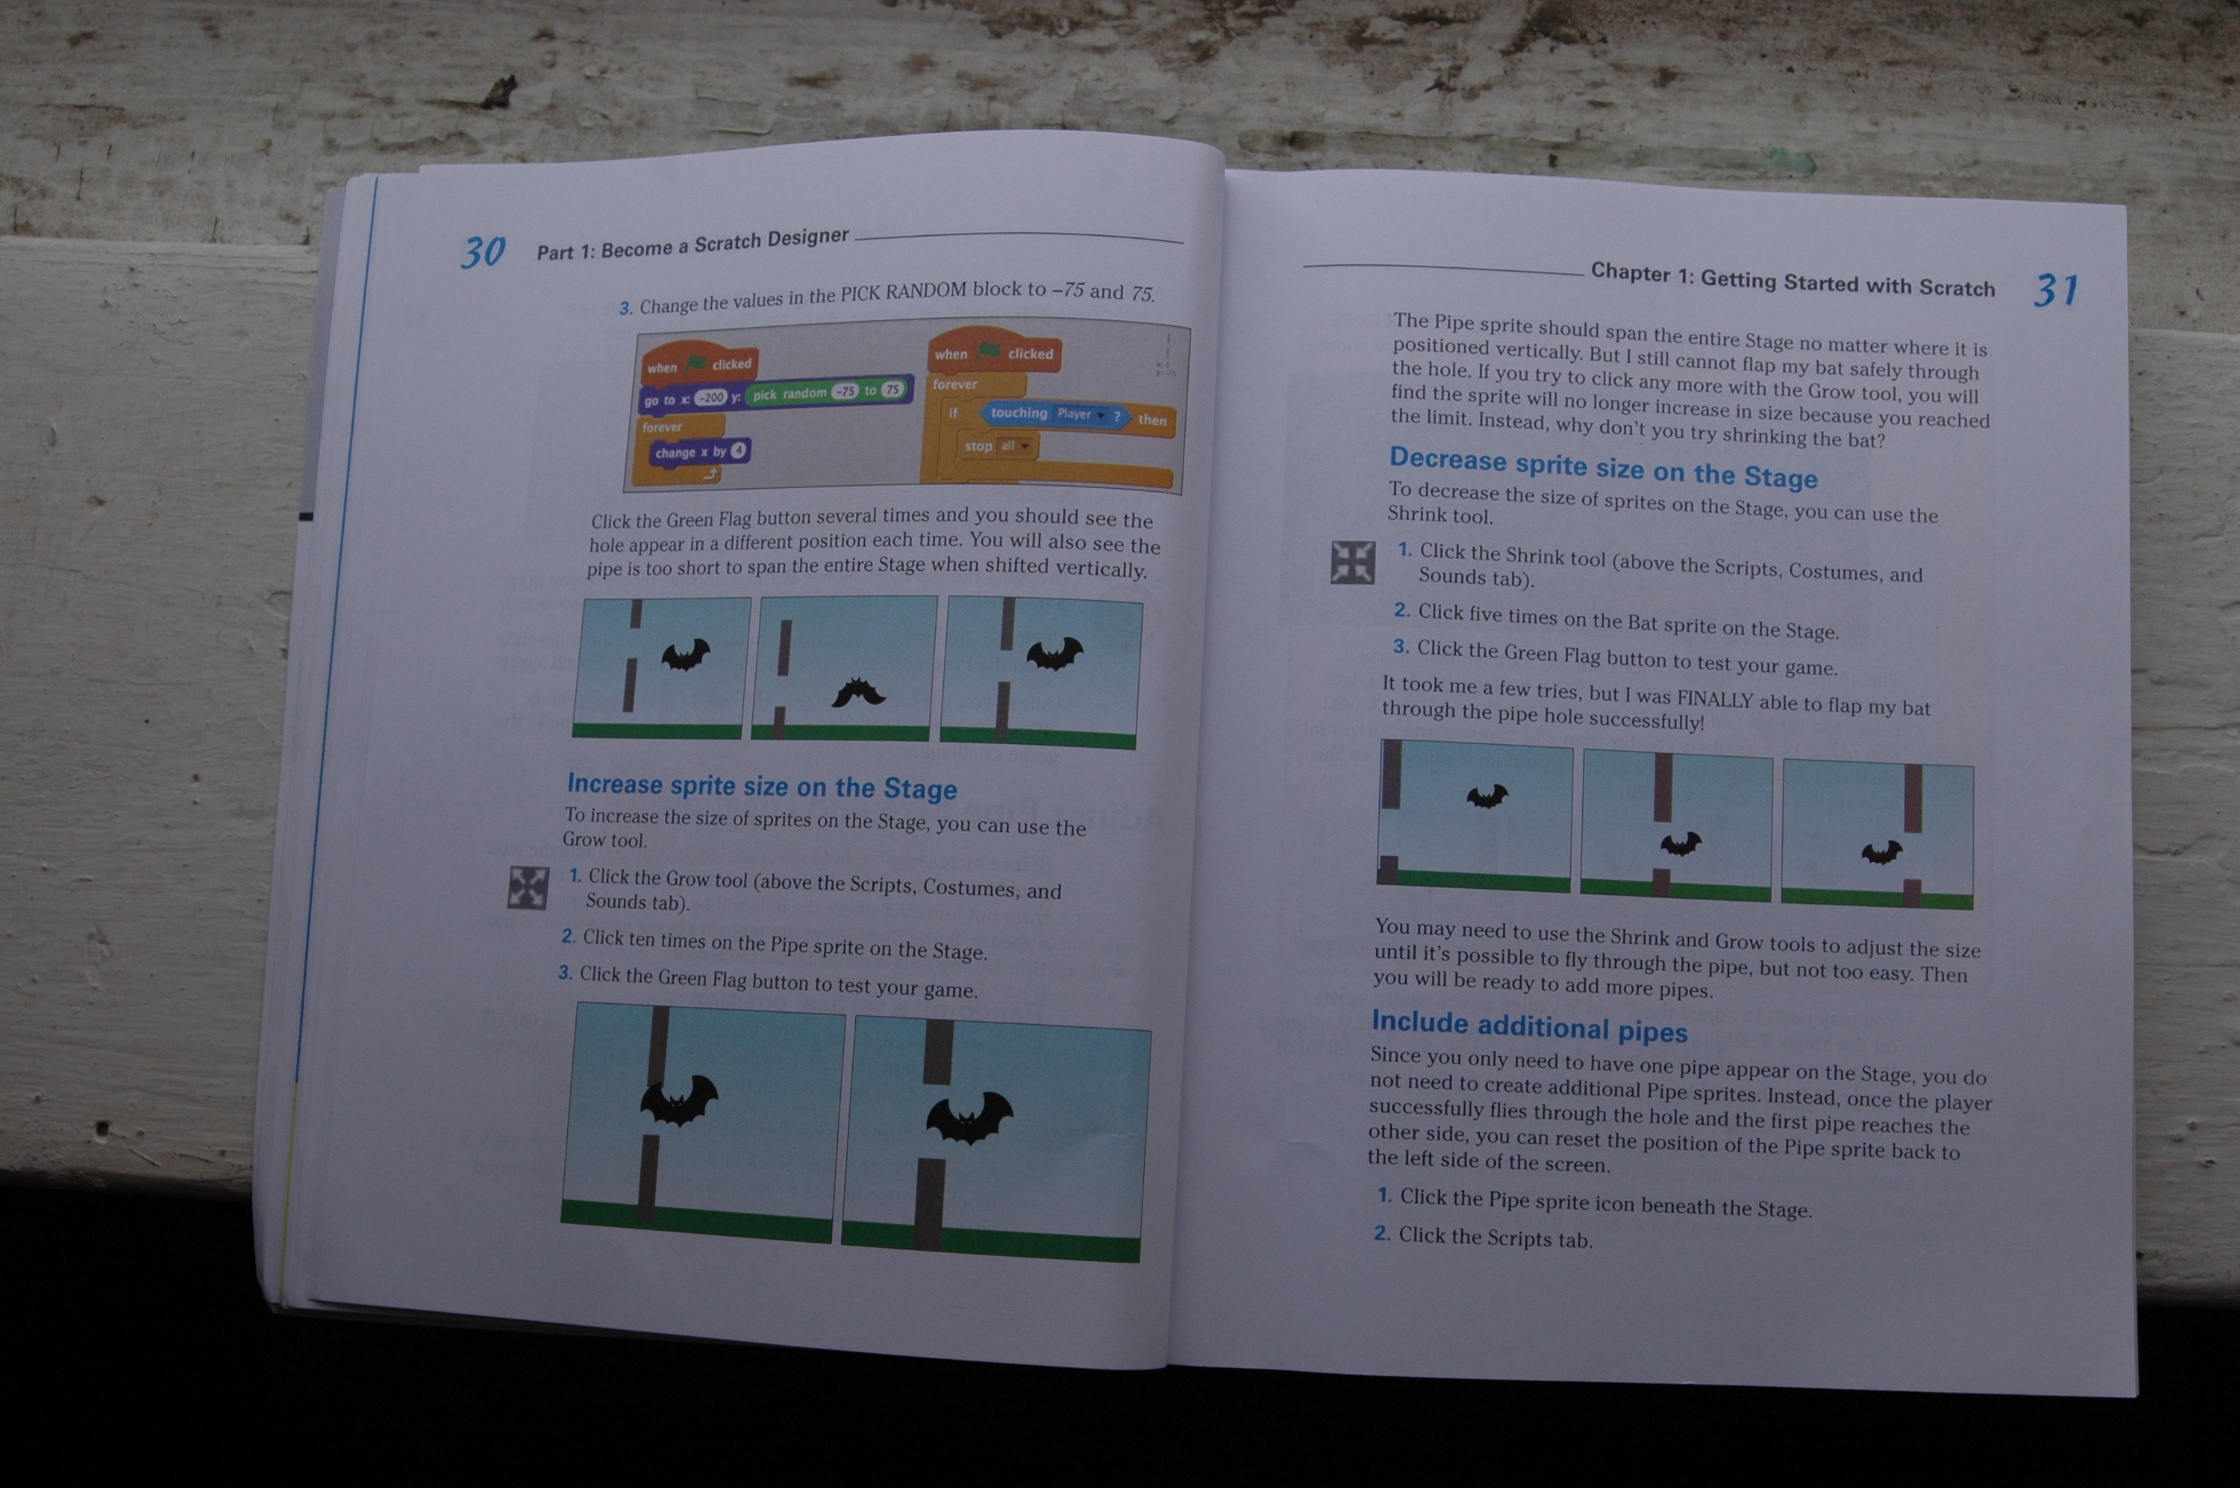 30 Part 1: Become a Scratch Designer
3. Change the values in the PICK RANDOM block to –75 and 75.
when clicked
go to x: -200 y: pick random -75 to 75
forever
change x by 4
when clicked
forever
if touching Player ? then
stop all
Click the Green Flag button several times and you should see the
hole appear in a different position each time. You will also see the
pipe is too short to span the entire Stage when shifted vertically.
Increase sprite size on the Stage
To increase the size of sprites on the Stage, you can use the
Grow tool.
1. Click the Grow tool (above the Scripts, Costumes, and
Sounds tab).
2. Click ten times on the Pipe sprite on the Stage.
3. Click the Green Flag button to test your game.
Chapter 1: Getting Started with Scratch 31
The Pipe sprite should span the entire Stage no matter where it is
positioned vertically. But I still cannot flap my bat safely through
the hole. If you try to click any more with the Grow tool, you will
find the sprite will no longer increase in size because you reached
the limit. Instead, why don't you try shrinking the bat?
Decrease sprite size on the Stage
To decrease the size of sprites on the Stage, you can use the
Shrink tool.
1. Click the Shrink tool (above the Scripts, Costumes, and
Sounds tab).
2. Click five times on the Bat sprite on the Stage.
3. Click the Green Flag button to test your game.
It took me a few tries, but I was FINALLY able to flap my bat
through the pipe hole successfully!
You may need to use the Shrink and Grow tools to adjust the size
until it's possible to fly through the pipe, but not too easy. Then
you will be ready to add more pipes.
Include additional pipes
Since you only need to have one pipe appear on the Stage, you do
not need to create additional Pipe sprites. Instead, once the player
successfully flies through the hole and the first pipe reaches the
other side, you can reset the position of the Pipe sprite back to
the left side of the screen.
1. Click the Pipe sprite icon beneath the Stage.
2. Click the Scripts tab.